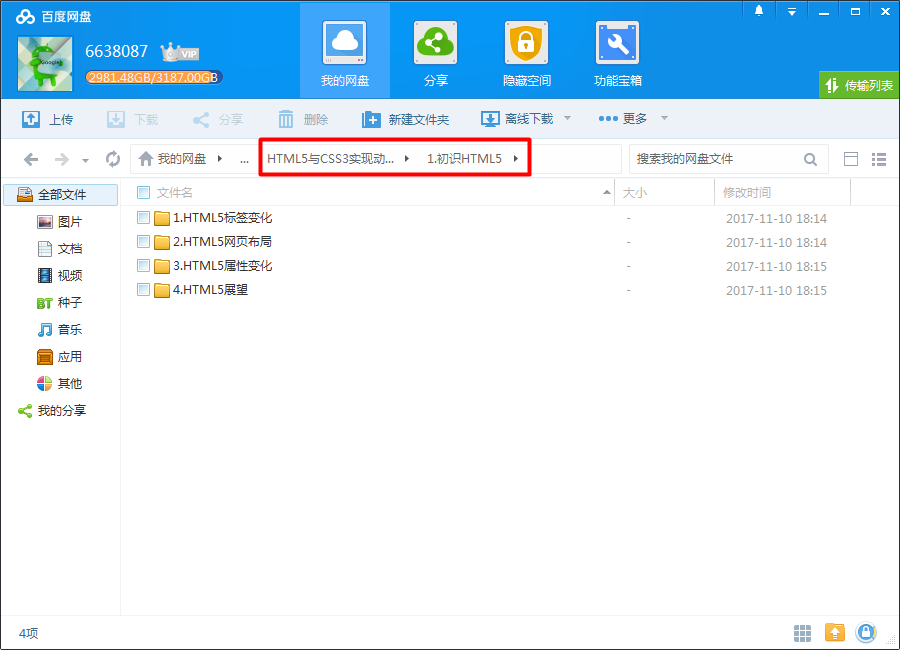 百度网盘
6638087 VIP
2981.48GB/3187.00GB
我的网盘 分享 隐藏空间 功能宝箱
传输列表
上传 下载 分享 删除 新建文件夹 离线下载 更多
我的网盘 ... HTML5与CSS3实现动... 1.初识HTML5 搜索我的网盘文件
全部文件
图片
文档
视频
BT 种子
音乐
应用
其他
我的分享
文件名 大小 修改时间
1.HTML5标签变化 - 2017-11-10 18:14
2.HTML5网页布局 - 2017-11-10 18:14
3.HTML5属性变化 - 2017-11-10 18:15
4.HTML5展望 - 2017-11-10 18:15
4项